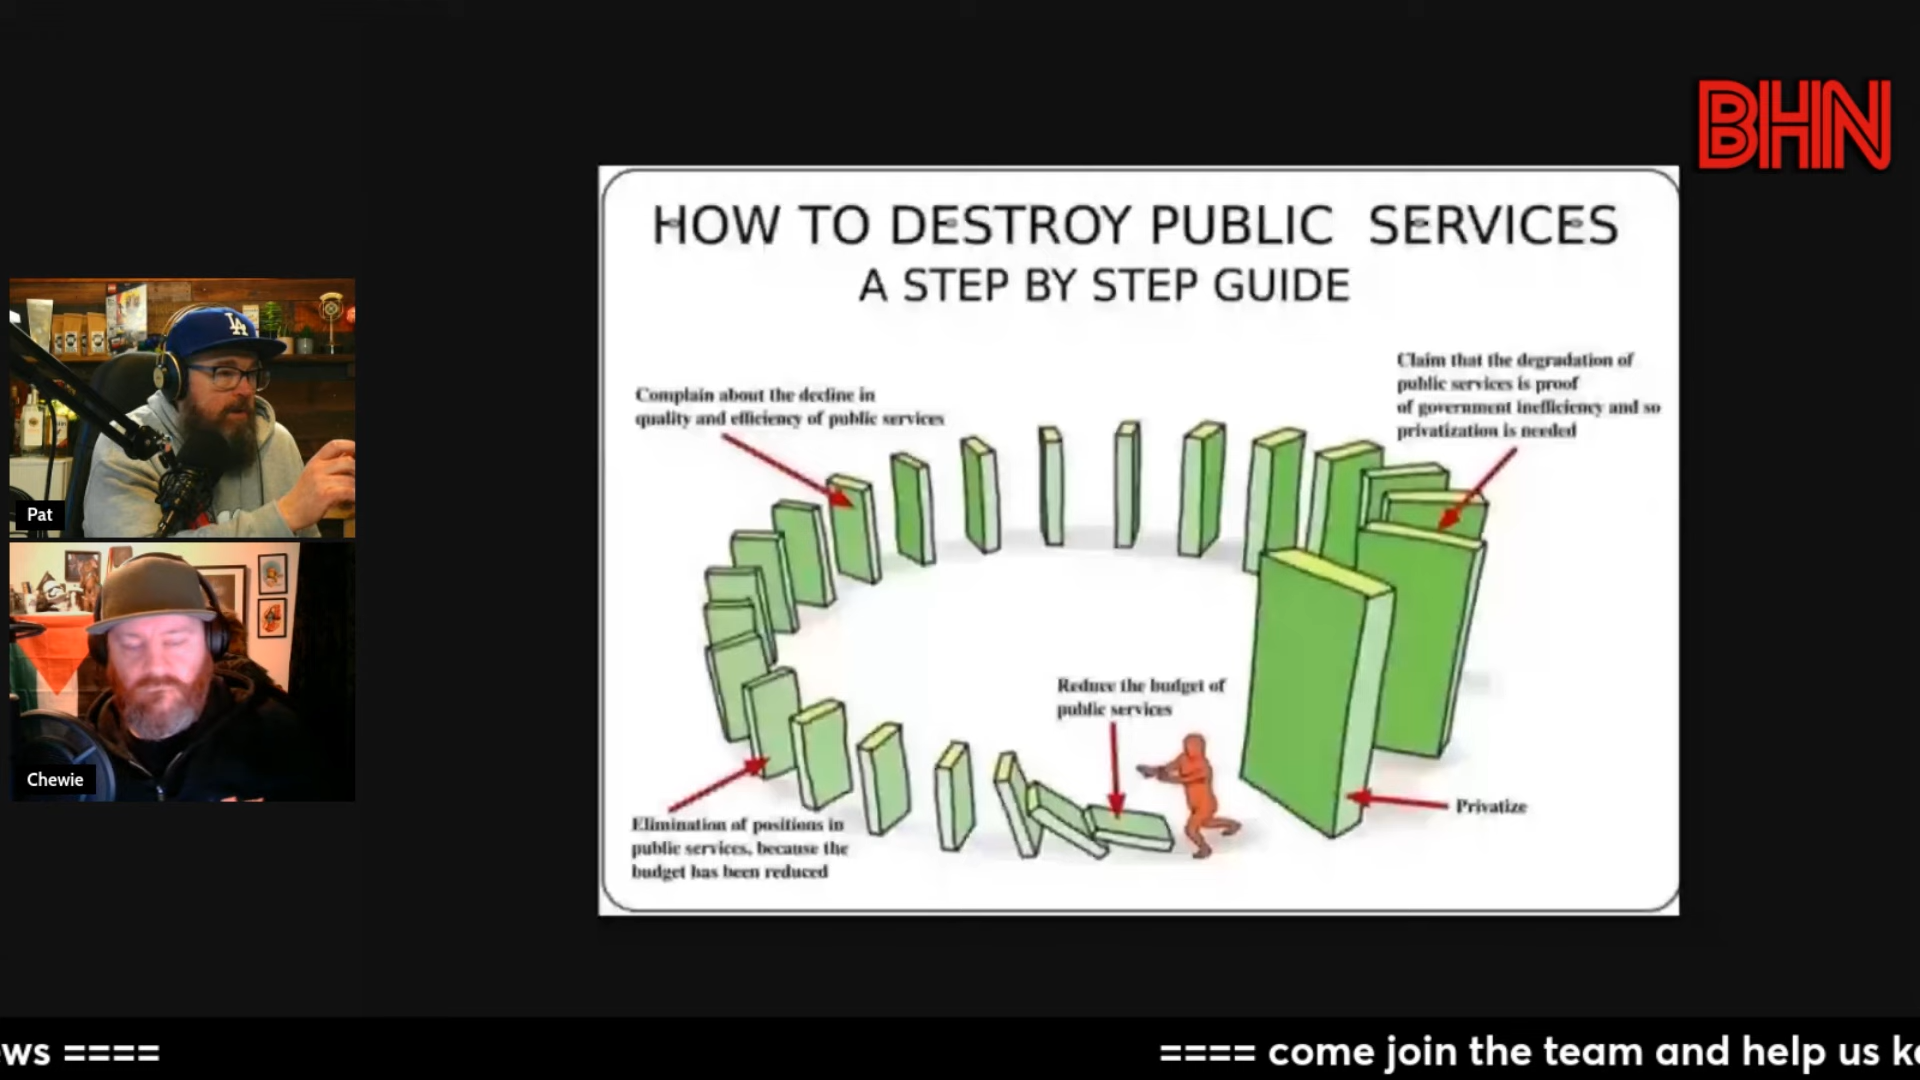 BHN
HOW TO DESTROY PUBLIC SERVICES
A STEP BY STEP GUIDE
Claim that the degradation of
public services is proof
of government inefficiency and so
privatization is needed
Complain about the decline in
quality and efficiency of public services
LA
Pat
Reduce the budget of
public services
Chewie
Privatize
Elimination of positions in
public services, because the
budget has been reduced
==== come join the team and help us
====